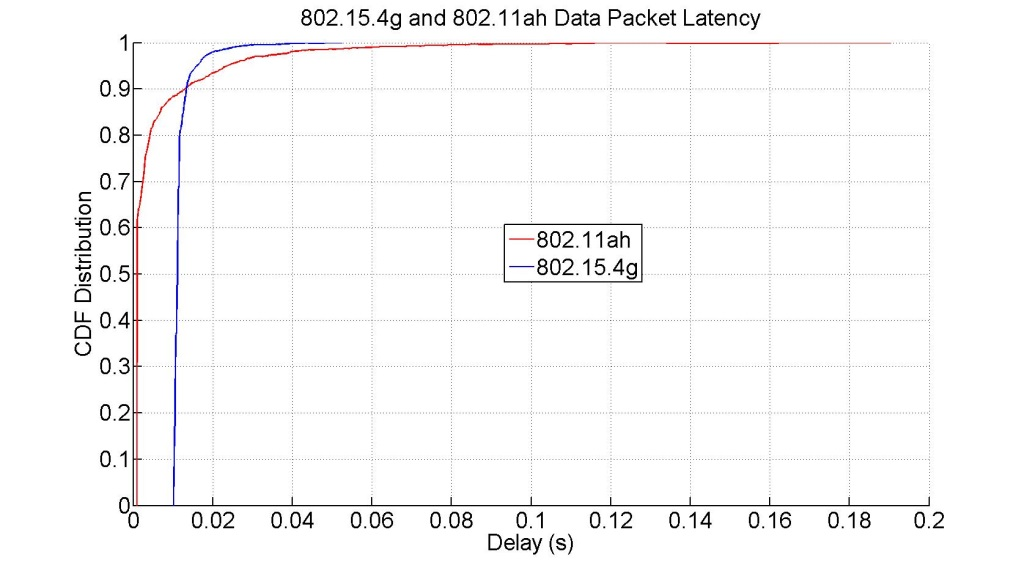 802.15.4g and 802.11ah Data Packet Latency
1
0.9
0.8
0.7
0.6
0.5
0.4
0.3
0.2
0.1
0
CDF Distribution
802.11ah
802.15.4g
0 0.02 0.04 0.06 0.08 0.1 0.12 0.14 0.16 0.18 0.2
Delay (s)